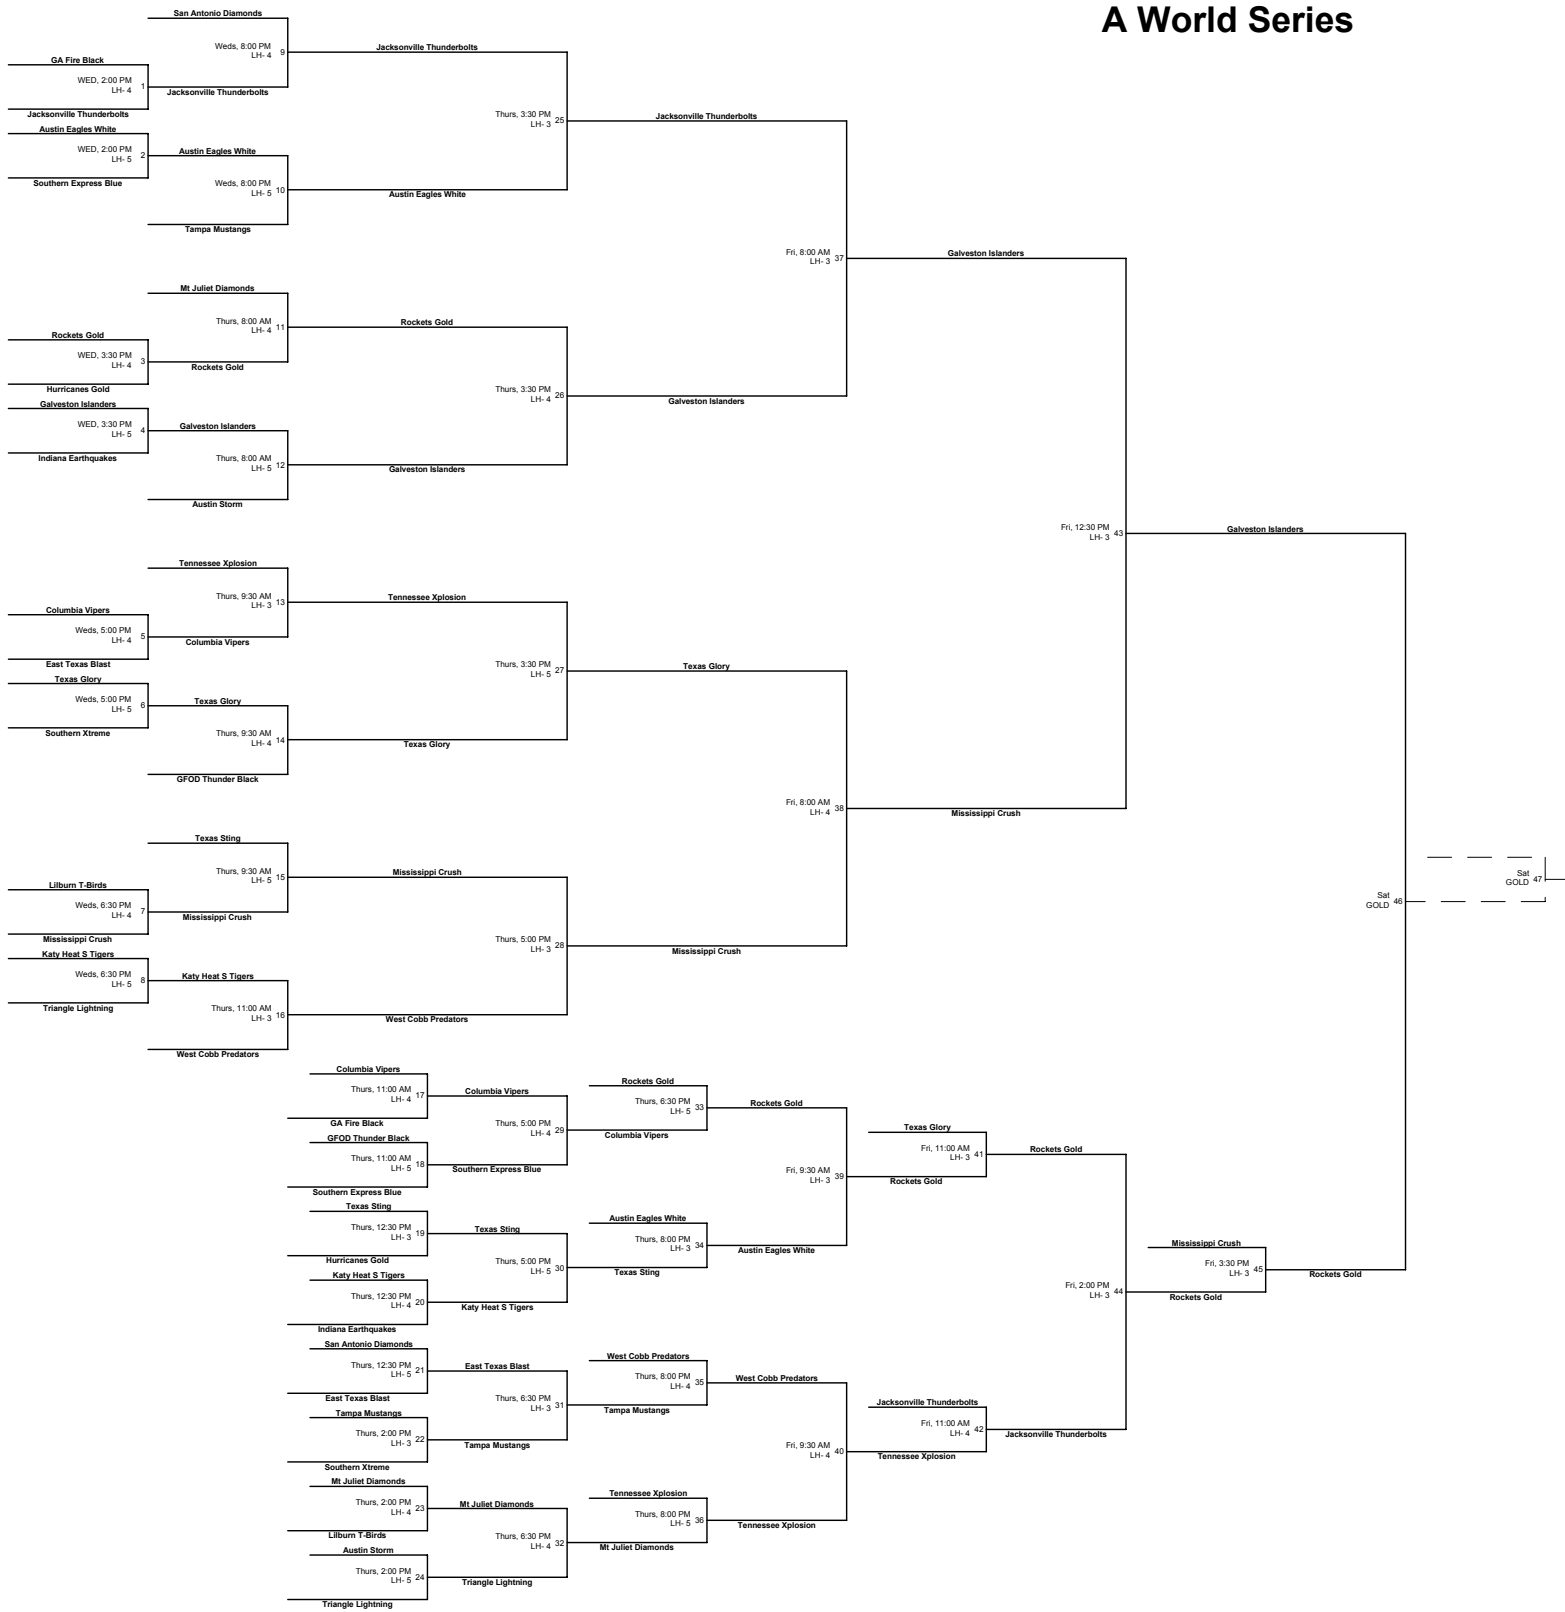 A World Series
San Antonio Diamonds
Weds, 8:00 PM
LH- 4 9
Jacksonville Thunderbolts
GA Fire Black
WED, 2:00 PM
LH- 4 1
Jacksonville Thunderbolts
Jacksonville Thunderbolts
Thurs, 3:30 PM
LH- 3 25
Jacksonville Thunderbolts
Austin Eagles White
WED, 2:00 PM
LH- 5 2
Austin Eagles White
Southern Express Blue
Weds, 8:00 PM
LH- 5 10
Austin Eagles White
Tampa Mustangs
Fri, 8:00 AM
LH- 3 37
Galveston Islanders
Mt Juliet Diamonds
Thurs, 8:00 AM
LH- 4 11
Rockets Gold
Rockets Gold
WED, 3:30 PM
LH- 4 3
Rockets Gold
Hurricanes Gold
Thurs, 3:30 PM
LH- 4 26
Galveston Islanders
Galveston Islanders
WED, 3:30 PM
LH- 5 4
Galveston Islanders
Indiana Earthquakes
Thurs, 8:00 AM
LH- 5 12
Galveston Islanders
Austin Storm
Fri, 12:30 PM
LH- 3 43
Galveston Islanders
Tennessee Xplosion
Thurs, 9:30 AM
LH- 3 13
Tennessee Xplosion
Columbia Vipers
Weds, 5:00 PM
LH- 4 5
Columbia Vipers
East Texas Blast
Thurs, 3:30 PM
LH- 5 27
Texas Glory
Texas Glory
Weds, 5:00 PM
LH- 5 6
Texas Glory
Southern Xtreme
Thurs, 9:30 AM
LH- 4 14
Texas Glory
GFOD Thunder Black
Fri, 8:00 AM
LH- 4 38
Mississippi Crush
Texas Sting
Thurs, 9:30 AM
LH- 5 15
Mississippi Crush
Lilburn T-Birds
Weds, 6:30 PM
LH- 4 7
Mississippi Crush
Mississippi Crush
Sat
GOLD 47
Sat
GOLD 46
Thurs, 5:00 PM
LH- 3 28
Mississippi Crush
Katy Heat S Tigers
Weds, 6:30 PM
LH- 5 8
Katy Heat S Tigers
Triangle Lightning
Thurs, 11:00 AM
LH- 3 16
West Cobb Predators
West Cobb Predators
Columbia Vipers
Thurs, 11:00 AM
LH- 4 17
Columbia Vipers
GA Fire Black
Rockets Gold
Thurs, 6:30 PM
LH- 5 33
Rockets Gold
Thurs, 5:00 PM
LH- 4 29
Columbia Vipers
GFOD Thunder Black
Thurs, 11:00 AM
LH- 5 18
Southern Express Blue
Southern Express Blue
Texas Glory
Fri, 11:00 AM
LH- 3 41
Rockets Gold
Fri, 9:30 AM
LH- 3 39
Rockets Gold
Texas Sting
Thurs, 12:30 PM
LH- 3 19
Texas Sting
Hurricanes Gold
Austin Eagles White
Thurs, 8:00 PM
LH- 3 34
Austin Eagles White
Thurs, 5:00 PM
LH- 5 30
Texas Sting
Katy Heat S Tigers
Thurs, 12:30 PM
LH- 4 20
Katy Heat S Tigers
Indiana Earthquakes
Mississippi Crush
Fri, 3:30 PM
LH- 3 45
Rockets Gold
Fri, 2:00 PM
LH- 3 44
Rockets Gold
San Antonio Diamonds
Thurs, 12:30 PM
LH- 5 21
East Texas Blast
East Texas Blast
West Cobb Predators
Thurs, 8:00 PM
LH- 4 35
West Cobb Predators
Thurs, 6:30 PM
LH- 3 31
Tampa Mustangs
Tampa Mustangs
Thurs, 2:00 PM
LH- 3 22
Tampa Mustangs
Southern Xtreme
Jacksonville Thunderbolts
Fri, 11:00 AM
LH- 4 42
Jacksonville Thunderbolts
Fri, 9:30 AM
LH- 4 40
Tennessee Xplosion
Mt Juliet Diamonds
Thurs, 2:00 PM
LH- 4 23
Mt Juliet Diamonds
Lilburn T-Birds
Tennessee Xplosion
Thurs, 8:00 PM
LH- 5 36
Tennessee Xplosion
Thurs, 6:30 PM
LH- 4 32
Mt Juliet Diamonds
Austin Storm
Thurs, 2:00 PM
LH- 5 24
Triangle Lightning
Triangle Lightning